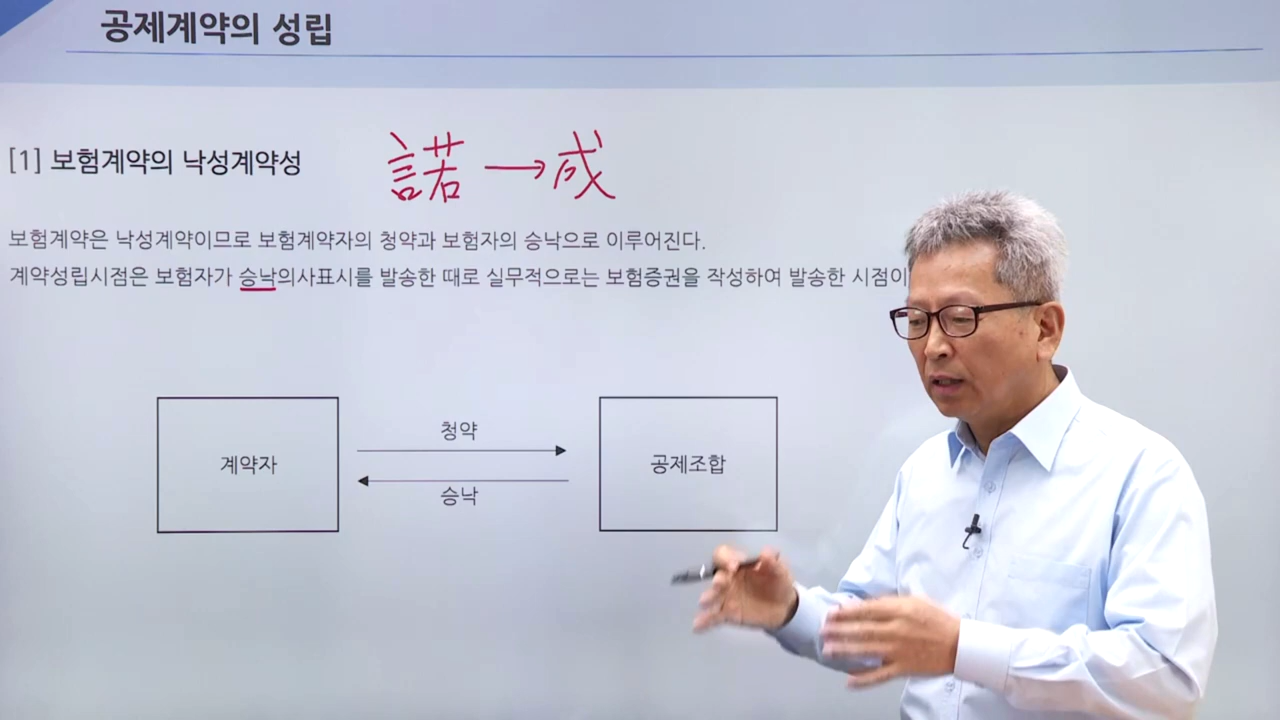 공제계약의 성립
[1] 보험계약의 낙성계약성
諾 → 成
보험계약은 낙성계약이므로 보험계약자의 청약과 보험자의 승낙으로 이루어진다.
계약성립시점은 보험자가 승낙의사표시를 발송한 때로 실무적으로는 보험증권을 작성하여 발송한 시점이
청약
계약자
공제조합
승낙